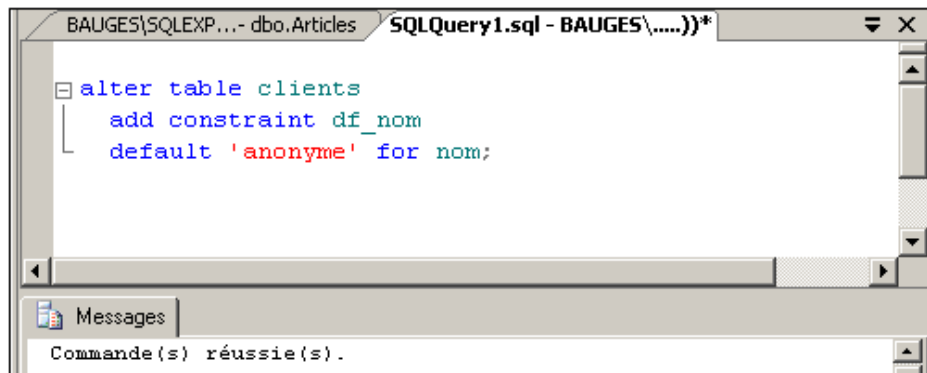 BAUGES\SQLEXP...- dbo.Articles SQLQuery1.sql - BAUGES\.....))*
alter table clients
add constraint df_nom
default 'anonyme' for nom;
Messages
Commande(s) réussie(s).